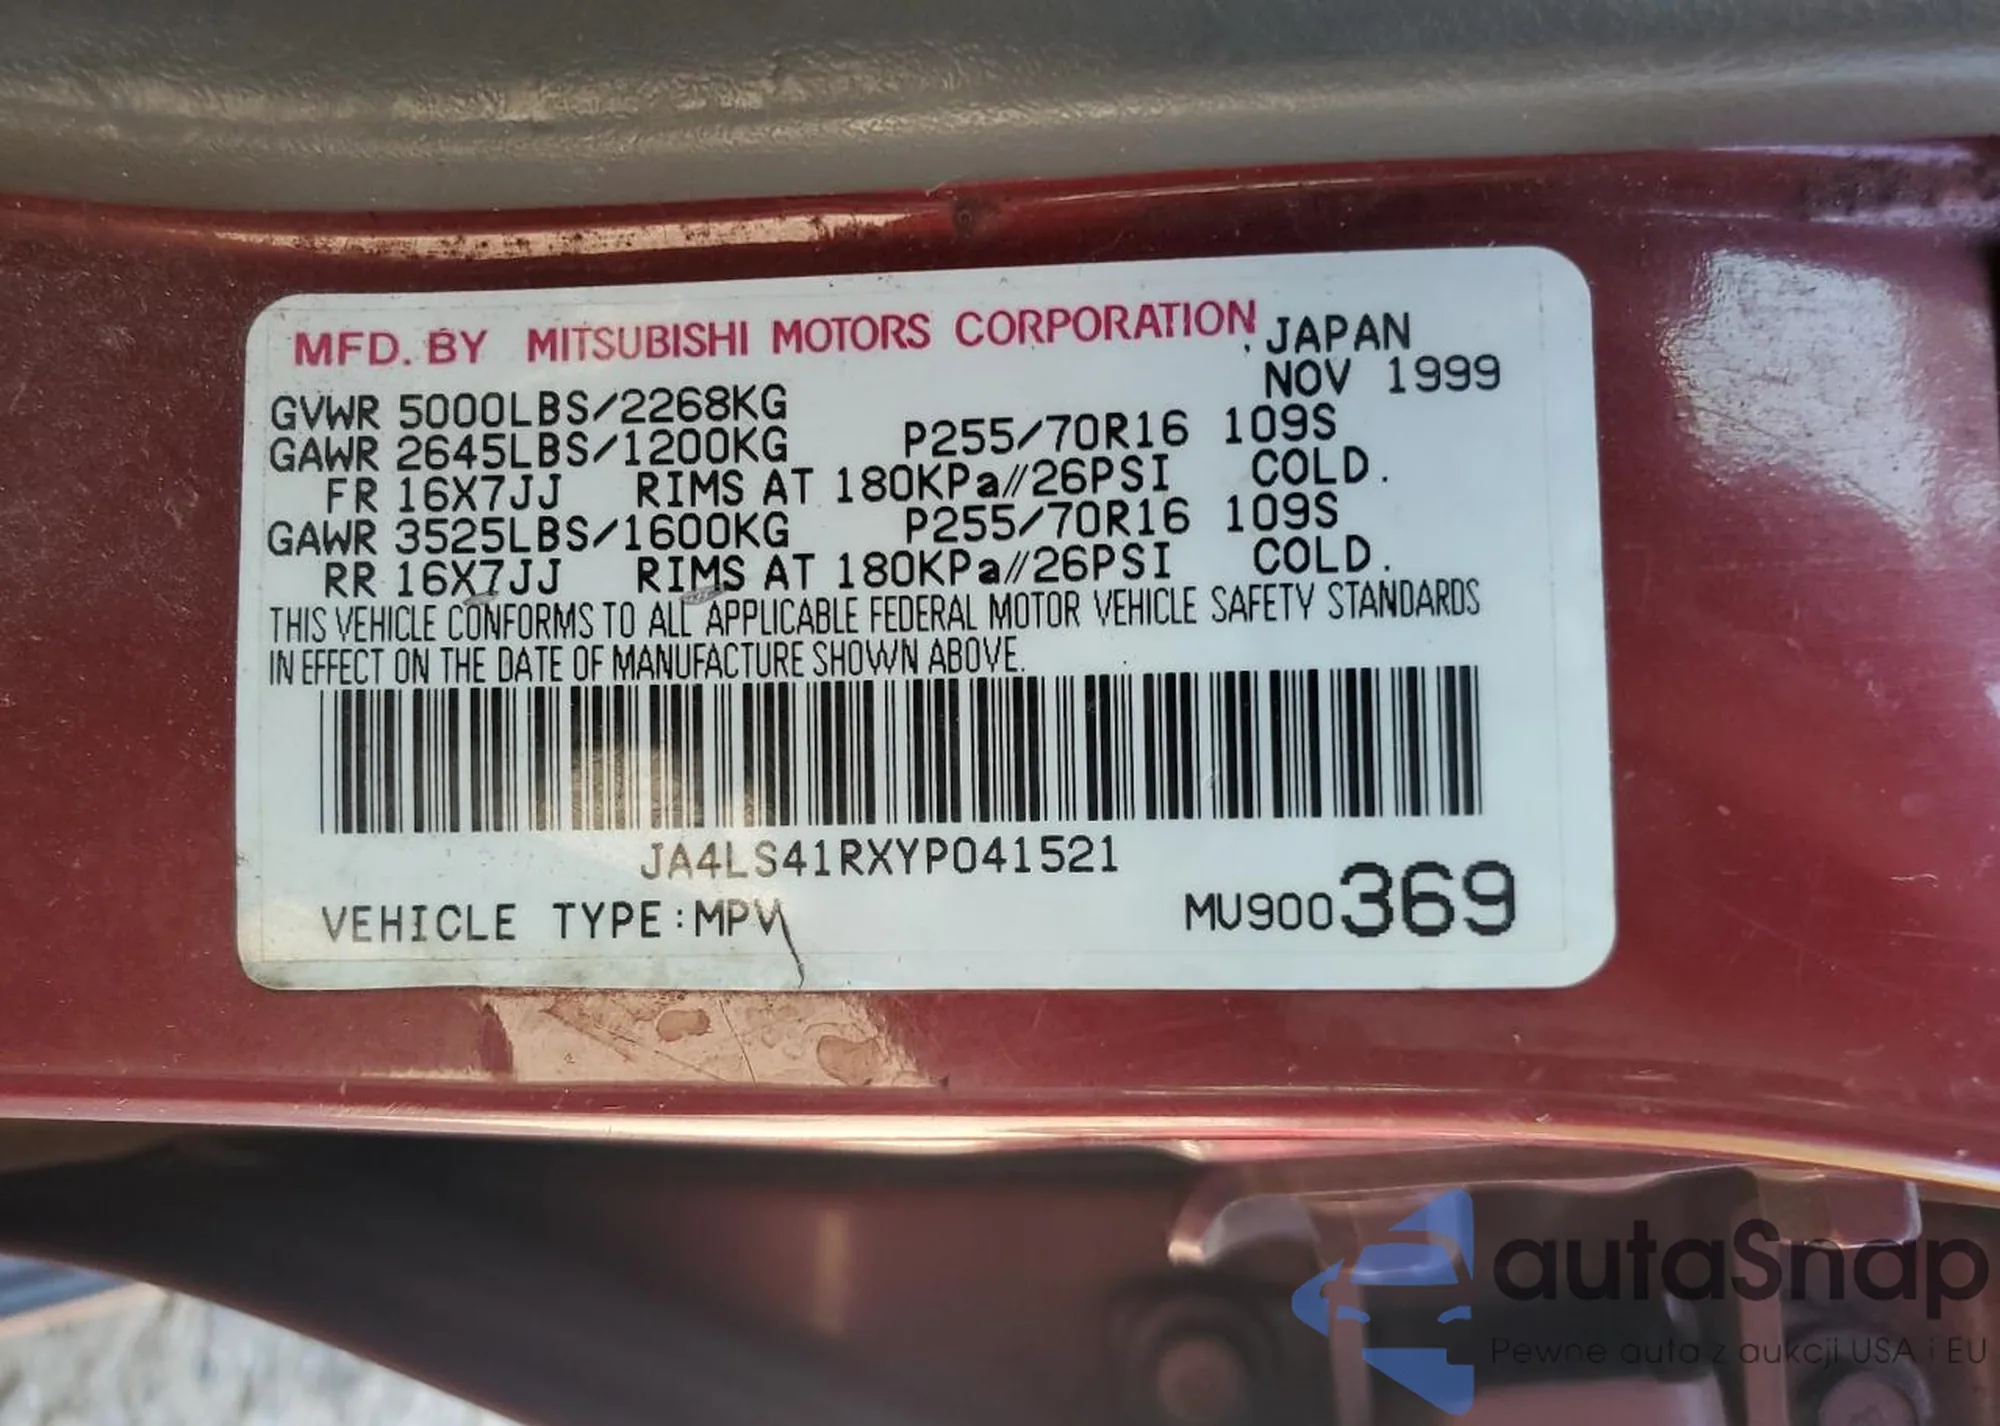 MFD. BY MITSUBISHI MOTORS CORPORATION, JAPAN
NOV 1999
GVWR 5000LBS/2268KG
GAWR 2645LBS/1200KG P255/70R16 109S
FR 16X7JJ RIMS AT 180KPa//26PSI COLD.
GAWR 3525LBS/1600KG P255/70R16 109S
RR 16X7JJ RIMS AT 180KPa//26PSI COLD.
THIS VEHICLE CONFORMS TO ALL APPLICABLE FEDERAL MOTOR VEHICLE SAFETY STANDARDS
IN EFFECT ON THE DATE OF MANUFACTURE SHOWN ABOVE.
JA4LS41RXYP041521
VEHICLE TYPE:MPV MU900369
autaSnap
Pewne auta z aukcji USA i EU